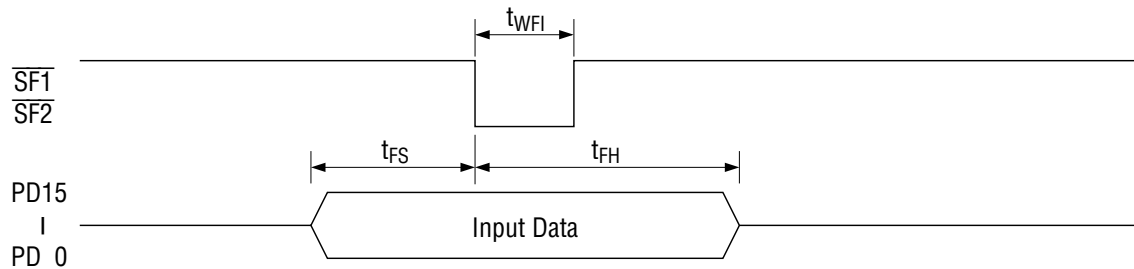 tWFI
SF1
SF2
tFS tFH
PD15
I
PD 0
Input Data